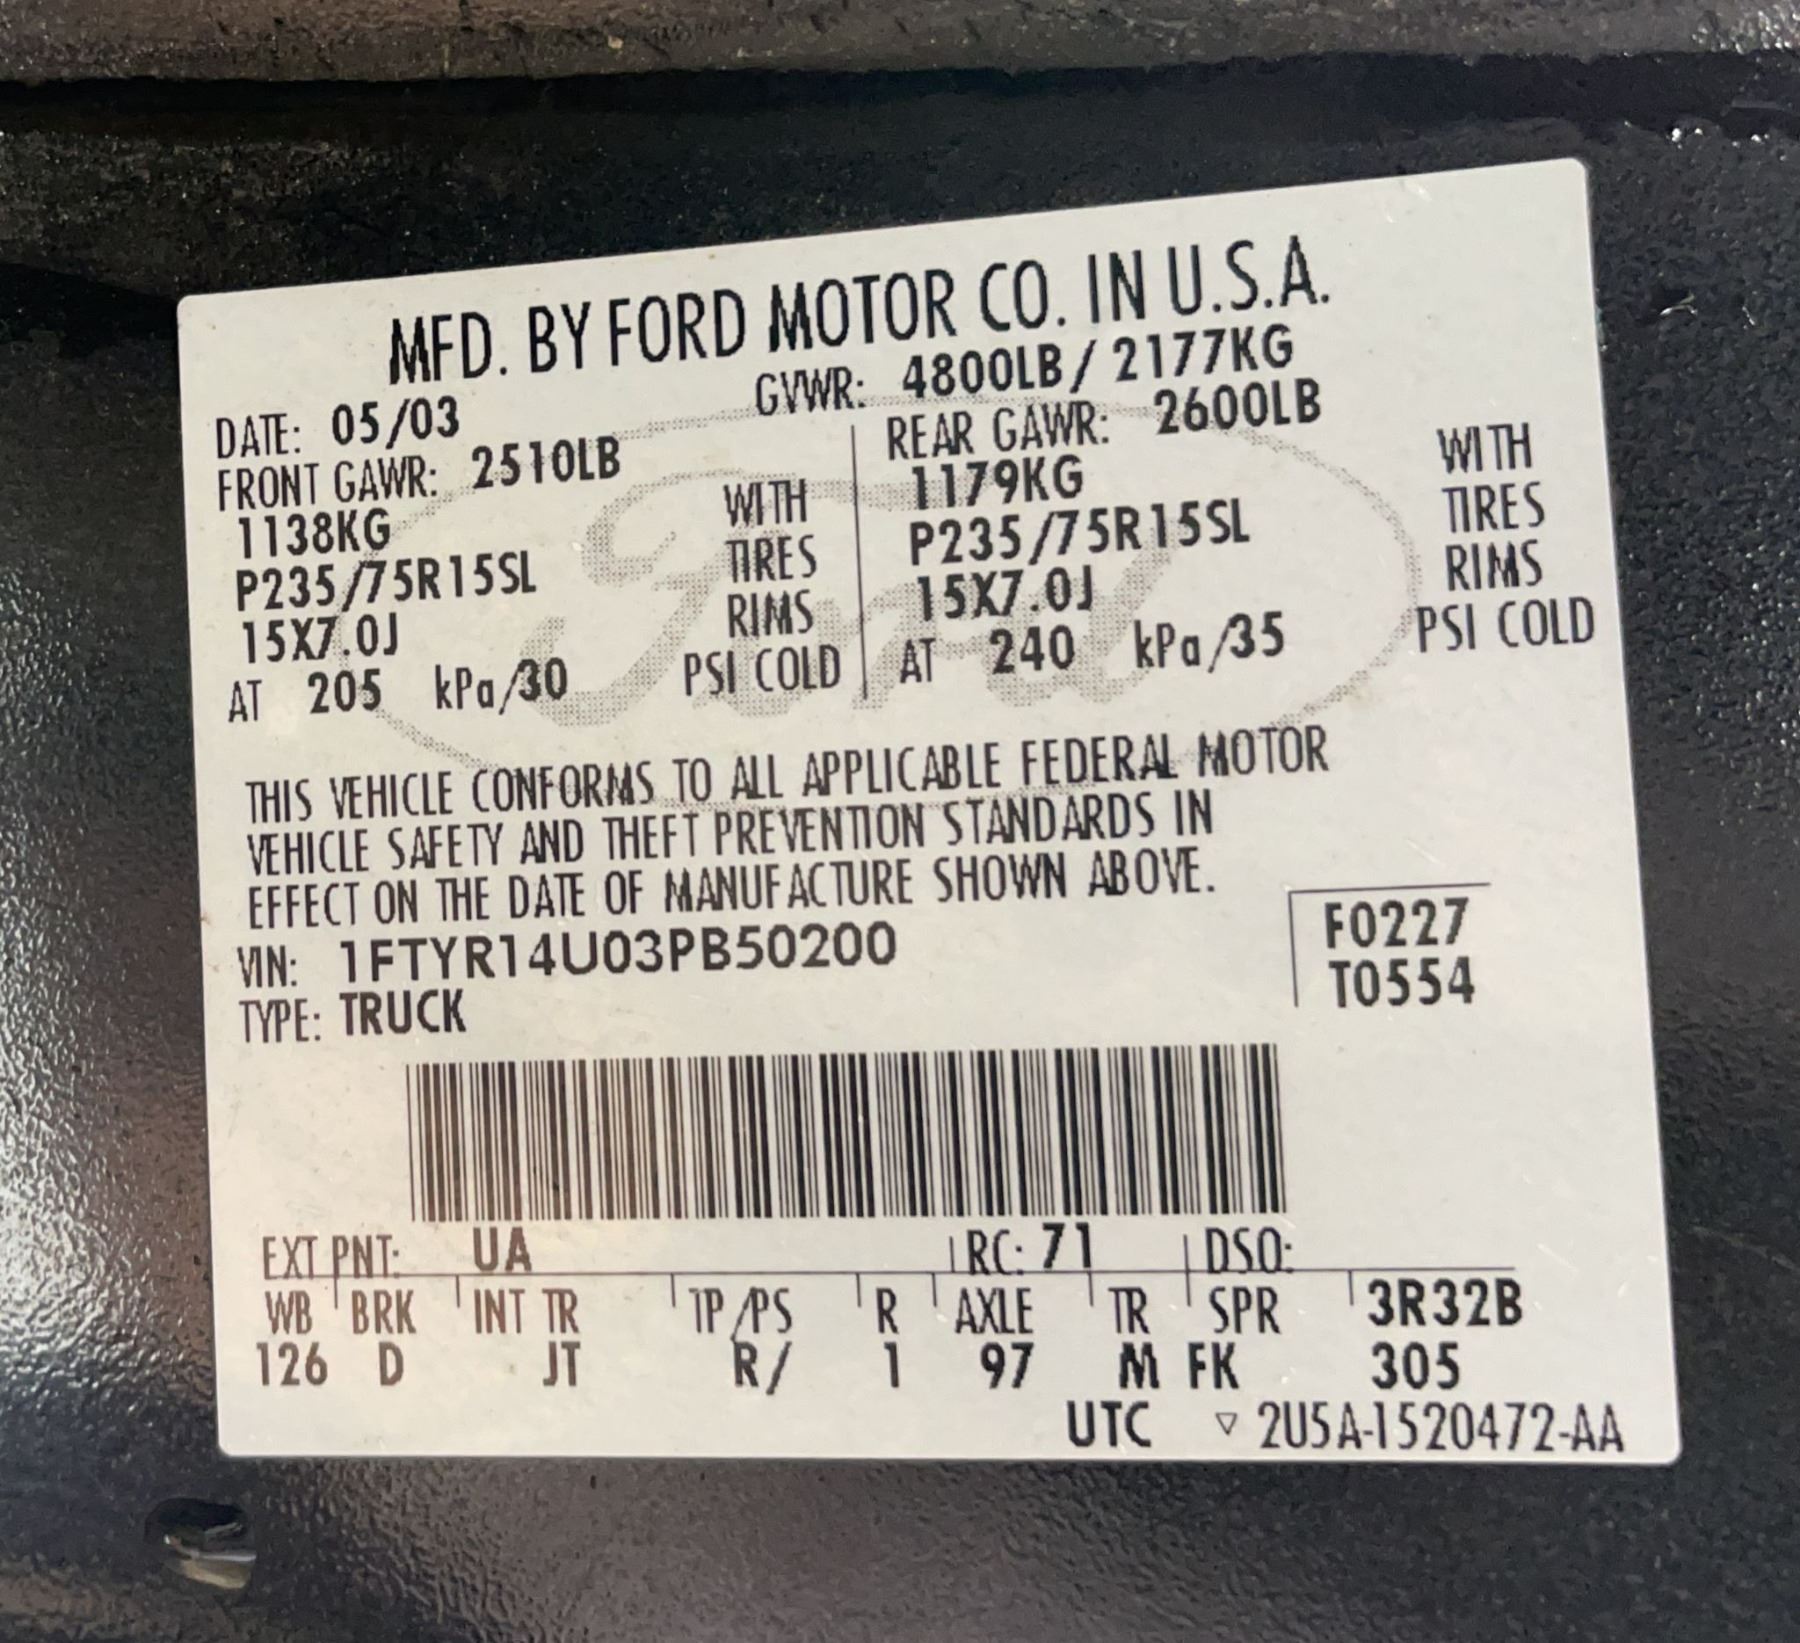 MFD. BY FORD MOTOR CO. IN U.S.A.
DATE: 05/03 GVWR: 4800LB / 2177KG
FRONT GAWR: 2510LB REAR GAWR: 2600LB
1138KG WITH 1179KG WITH
P235/75R15SL TIRES P235/75R15SL TIRES
15X7.0J RIMS 15X7.0J RIMS
AT 205 kPa/30 PSI COLD AT 240 kPa/35 PSI COLD
Ford
THIS VEHICLE CONFORMS TO ALL APPLICABLE FEDERAL MOTOR
VEHICLE SAFETY AND THEFT PREVENTION STANDARDS IN
EFFECT ON THE DATE OF MANUFACTURE SHOWN ABOVE.
VIN: 1FTYR14U03PB50200 F0227
TYPE: TRUCK T0554
EXT PNT: UA RC: 71 DSO:
WB BRK INT TR TP/PS R AXLE TR SPR 3R32B
126 D JT R/ 1 97 M FK 305
UTC ▽ 2U5A-1520472-AA